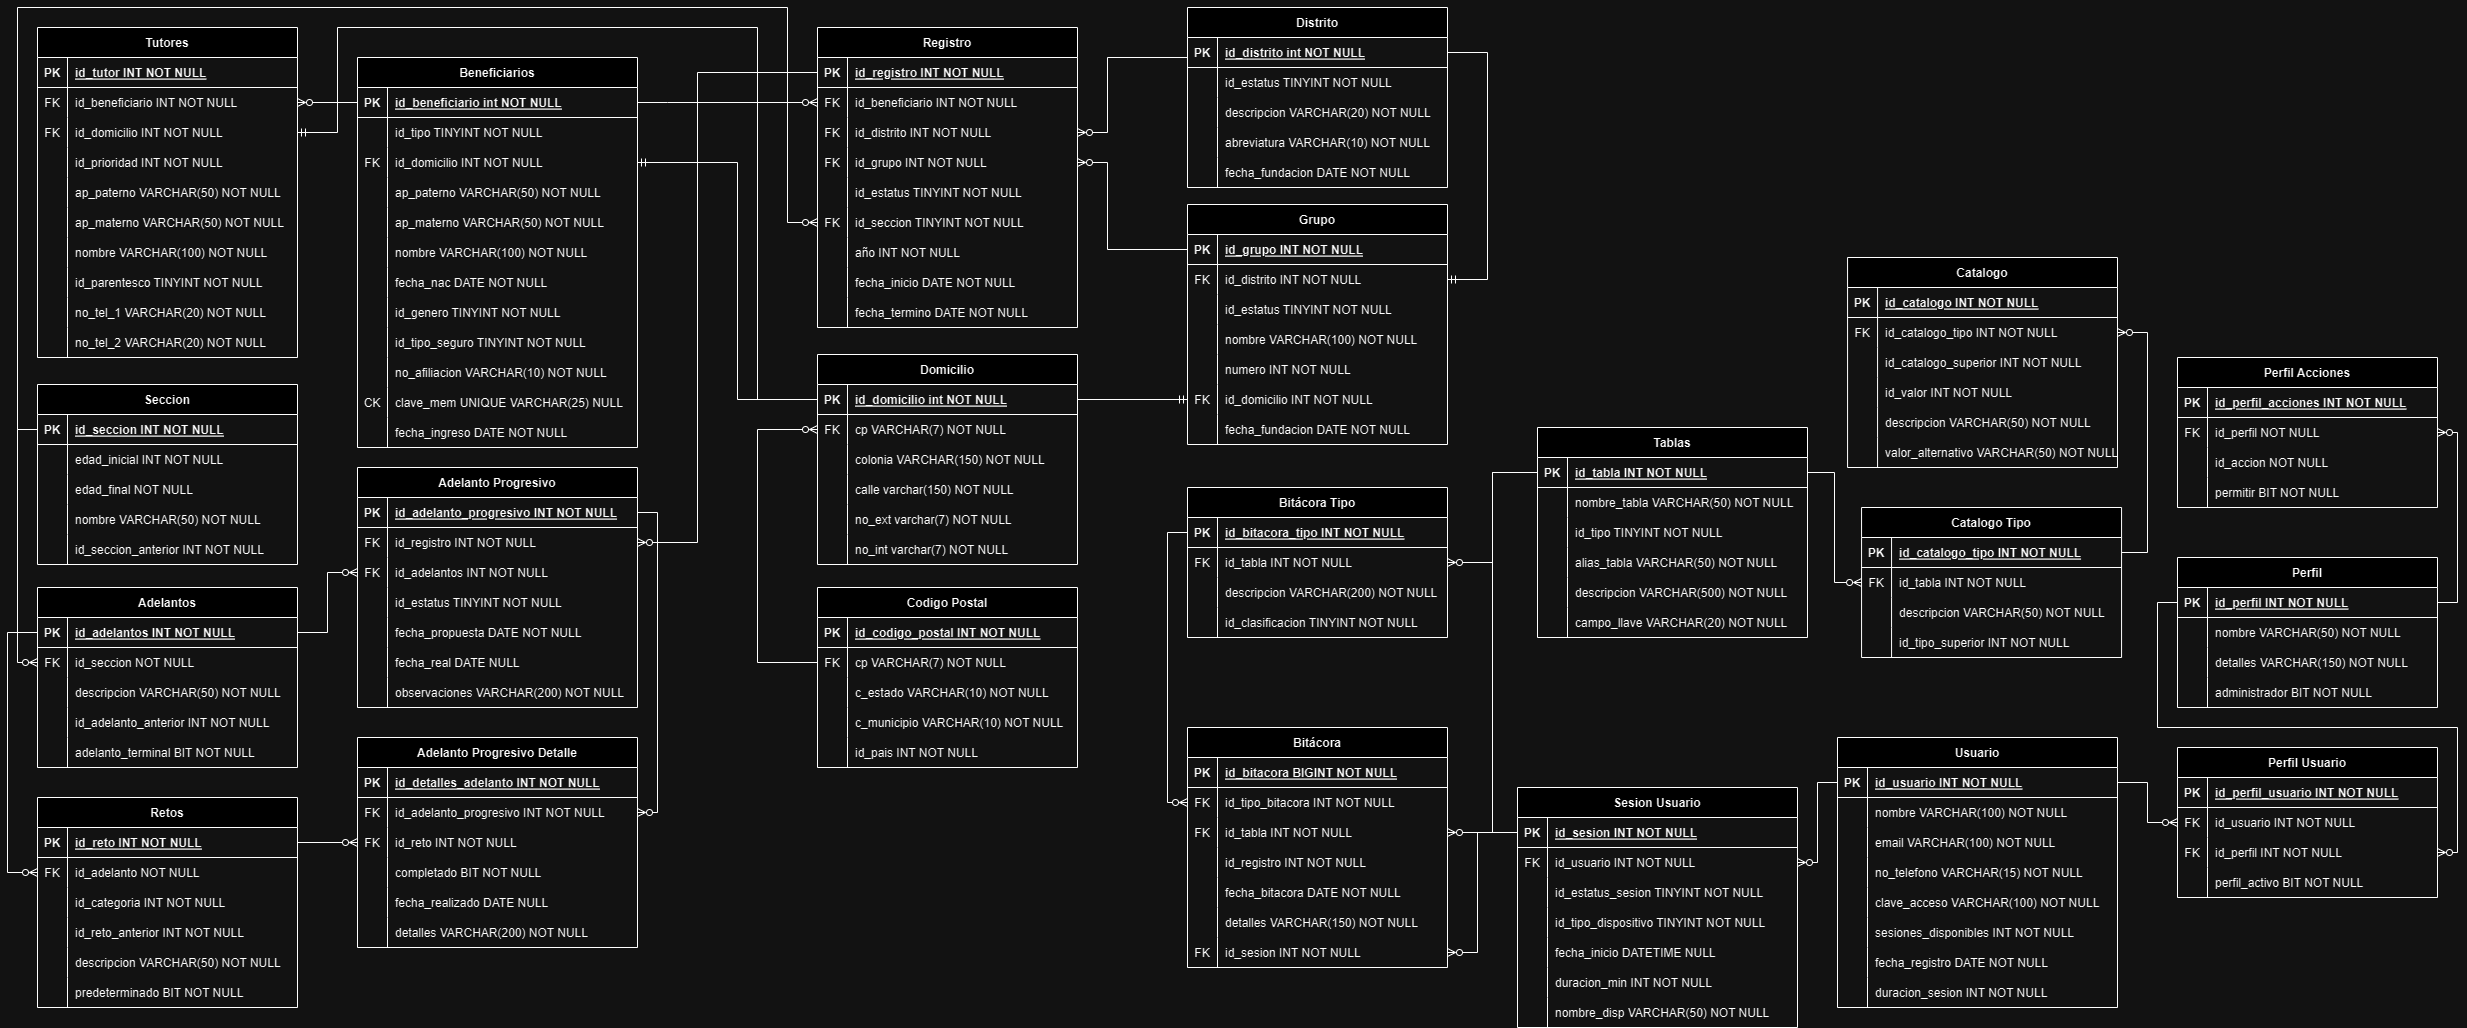 Tutores
PK id_tutor INT NOT NULL
FK id_beneficiario INT NOT NULL
FK id_domicilio INT NOT NULL
id_prioridad INT NOT NULL
ap_paterno VARCHAR(50) NOT NULL
ap_materno VARCHAR(50) NOT NULL
nombre VARCHAR(100) NOT NULL
id_parentesco TINYINT NOT NULL
no_tel_1 VARCHAR(20) NOT NULL
no_tel_2 VARCHAR(20) NOT NULL
Seccion
PK id_seccion INT NOT NULL
edad_inicial INT NOT NULL
edad_final NOT NULL
nombre VARCHAR(50) NOT NULL
id_seccion_anterior INT NOT NULL
Adelantos
PK id_adelantos INT NOT NULL
FK id_seccion NOT NULL
descripcion VARCHAR(50) NOT NULL
id_adelanto_anterior INT NOT NULL
adelanto_terminal BIT NOT NULL
Retos
PK id_reto INT NOT NULL
FK id_adelanto NOT NULL
id_categoria INT NOT NULL
id_reto_anterior INT NOT NULL
descripcion VARCHAR(50) NOT NULL
predeterminado BIT NOT NULL
Beneficiarios
PK id_beneficiario int NOT NULL
id_tipo TINYINT NOT NULL
FK id_domicilio INT NOT NULL
ap_paterno VARCHAR(50) NOT NULL
ap_materno VARCHAR(50) NOT NULL
nombre VARCHAR(100) NOT NULL
fecha_nac DATE NOT NULL
id_genero TINYINT NOT NULL
id_tipo_seguro TINYINT NOT NULL
no_afiliacion VARCHAR(10) NOT NULL
CK clave_mem UNIQUE VARCHAR(25) NULL
fecha_ingreso DATE NOT NULL
Adelanto Progresivo
PK id_adelanto_progresivo INT NOT NULL
FK id_registro INT NOT NULL
FK id_adelantos INT NOT NULL
id_estatus TINYINT NOT NULL
fecha_propuesta DATE NOT NULL
fecha_real DATE NULL
observaciones VARCHAR(200) NOT NULL
Adelanto Progresivo Detalle
PK id_detalles_adelanto INT NOT NULL
FK id_adelanto_progresivo INT NOT NULL
FK id_reto INT NOT NULL
completado BIT NOT NULL
fecha_realizado DATE NULL
detalles VARCHAR(200) NOT NULL
Registro
PK id_registro INT NOT NULL
FK id_beneficiario INT NOT NULL
FK id_distrito INT NOT NULL
FK id_grupo INT NOT NULL
id_estatus TINYINT NOT NULL
FK id_seccion TINYINT NOT NULL
año INT NOT NULL
fecha_inicio DATE NOT NULL
fecha_termino DATE NOT NULL
Domicilio
PK id_domicilio int NOT NULL
FK cp VARCHAR(7) NOT NULL
colonia VARCHAR(150) NOT NULL
calle varchar(150) NOT NULL
no_ext varchar(7) NOT NULL
no_int varchar(7) NOT NULL
Codigo Postal
PK id_codigo_postal INT NOT NULL
FK cp VARCHAR(7) NOT NULL
c_estado VARCHAR(10) NOT NULL
c_municipio VARCHAR(10) NOT NULL
id_pais INT NOT NULL
Distrito
PK id_distrito int NOT NULL
id_estatus TINYINT NOT NULL
descripcion VARCHAR(20) NOT NULL
abreviatura VARCHAR(10) NOT NULL
fecha_fundacion DATE NOT NULL
Grupo
PK id_grupo INT NOT NULL
FK id_distrito INT NOT NULL
id_estatus TINYINT NOT NULL
nombre VARCHAR(100) NOT NULL
numero INT NOT NULL
FK id_domicilio INT NOT NULL
fecha_fundacion DATE NOT NULL
Bitácora Tipo
PK id_bitacora_tipo INT NOT NULL
FK id_tabla INT NOT NULL
descripcion VARCHAR(200) NOT NULL
id_clasificacion TINYINT NOT NULL
Bitácora
PK id_bitacora BIGINT NOT NULL
FK id_tipo_bitacora INT NOT NULL
FK id_tabla INT NOT NULL
id_registro INT NOT NULL
fecha_bitacora DATE NOT NULL
detalles VARCHAR(150) NOT NULL
FK id_sesion INT NOT NULL
Tablas
PK id_tabla INT NOT NULL
nombre_tabla VARCHAR(50) NOT NULL
id_tipo TINYINT NOT NULL
alias_tabla VARCHAR(50) NOT NULL
descripcion VARCHAR(500) NOT NULL
campo_llave VARCHAR(20) NOT NULL
Sesion Usuario
PK id_sesion INT NOT NULL
FK id_usuario INT NOT NULL
id_estatus_sesion TINYINT NOT NULL
id_tipo_dispositivo TINYINT NOT NULL
fecha_inicio DATETIME NULL
duracion_min INT NOT NULL
nombre_disp VARCHAR(50) NOT NULL
Catalogo
PK id_catalogo INT NOT NULL
FK id_catalogo_tipo INT NOT NULL
id_catalogo_superior INT NOT NULL
id_valor INT NOT NULL
descripcion VARCHAR(50) NOT NULL
valor_alternativo VARCHAR(50) NOT NULL
Catalogo Tipo
PK id_catalogo_tipo INT NOT NULL
FK id_tabla INT NOT NULL
descripcion VARCHAR(50) NOT NULL
id_tipo_superior INT NOT NULL
Usuario
PK id_usuario INT NOT NULL
nombre VARCHAR(100) NOT NULL
email VARCHAR(100) NOT NULL
no_telefono VARCHAR(15) NOT NULL
clave_acceso VARCHAR(100) NOT NULL
sesiones_disponibles INT NOT NULL
fecha_registro DATE NOT NULL
duracion_sesion INT NOT NULL
Perfil Acciones
PK id_perfil_acciones INT NOT NULL
FK id_perfil NOT NULL
id_accion NOT NULL
permitir BIT NOT NULL
Perfil
PK id_perfil INT NOT NULL
nombre VARCHAR(50) NOT NULL
detalles VARCHAR(150) NOT NULL
administrador BIT NOT NULL
Perfil Usuario
PK id_perfil_usuario INT NOT NULL
FK id_usuario INT NOT NULL
FK id_perfil INT NOT NULL
perfil_activo BIT NOT NULL